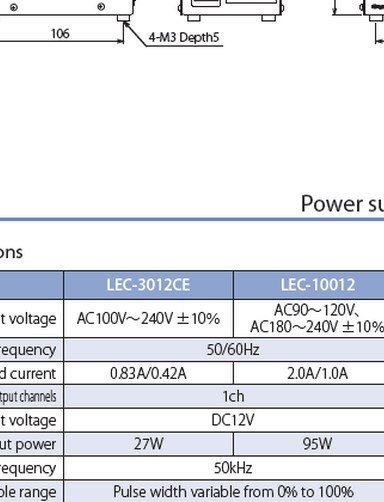 106
4-M3 Depth5
Power su
ons
LEC-3012CE LEC-10012
t voltage AC100V～240V ±10% AC90～120V、
AC180～240V ±10%
requency 50/60Hz
d current 0.83A/0.42A 2.0A/1.0A
tput channels 1ch
t voltage DC12V
ut power 27W 95W
requency 50kHz
ble range Pulse width variable from 0% to 100%